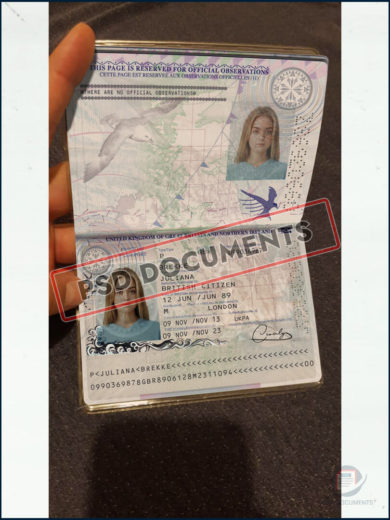 THIS PAGE IS RESERVED FOR OFFICIAL OBSERVATIONS
CETTE PAGE EST RESERVEE AUX OBSERVATIONS OFFICIELLES
THERE ARE NO OFFICIAL OBSERVATIONS
UNITED KINGDOM OF GREAT BRITAIN AND NORTHERN IRELAND
P
PSD DOCUMENTS
JULIANA
BRITISH CITIZEN
12 JUN /JUN 89
M LONDON
09 NOV /NOV 13 UKPA
09 NOV /NOV 23
P<JULIANA<BREKKE<<<<<<<<<<<<<<<<<<<<<<<<<<<<
0990369878GBR8906128M2311094<<<<<<<<<<<<<<00